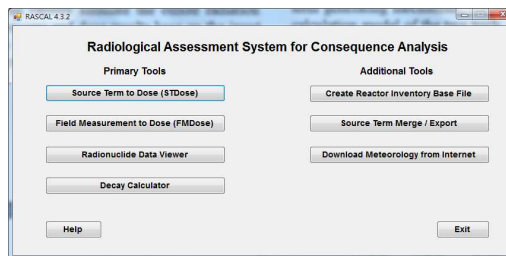 RASCAL 4.3.2
Radiological Assessment System for Consequence Analysis
Primary Tools
Additional Tools
Source Term to Dose (STDose)
Create Reactor Inventory Base File
Field Measurement to Dose (FMDose)
Source Term Merge / Export
Radionuclide Data Viewer
Download Meteorology from Internet
Decay Calculator
Help
Exit